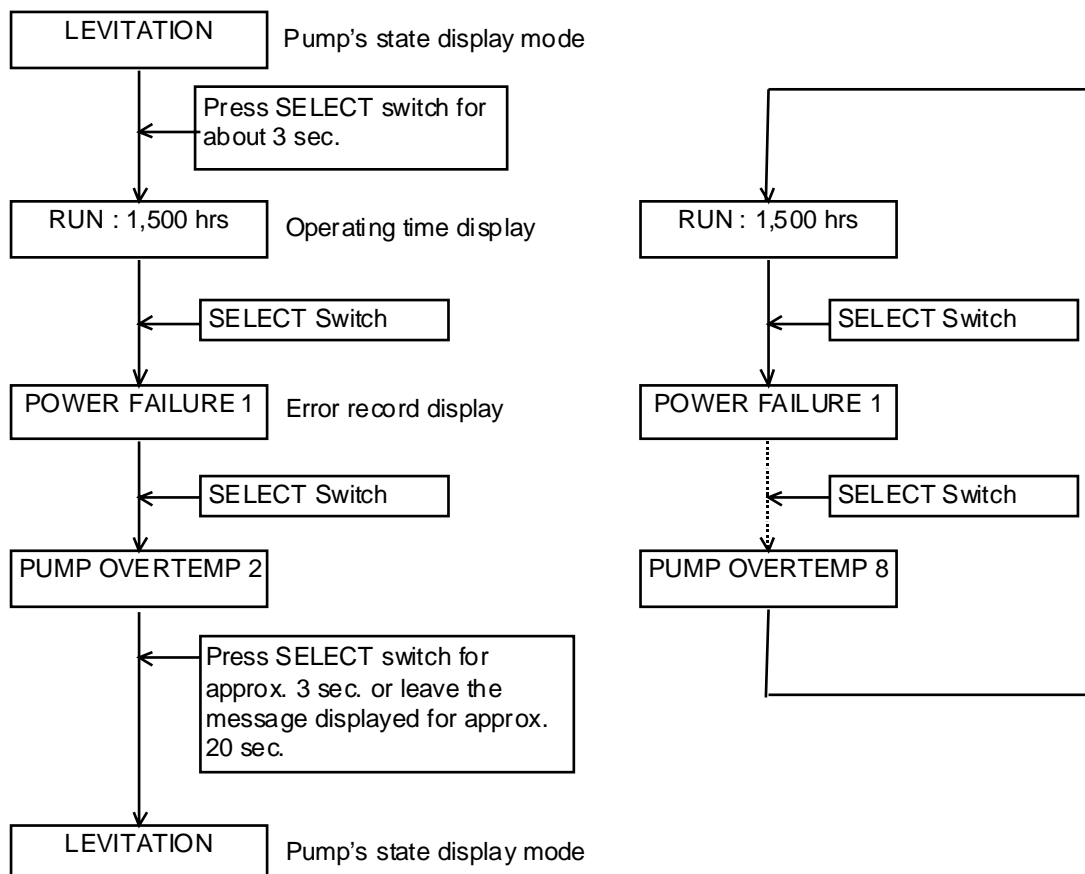 LEVITATION
Pump's state display mode
Press SELECT switch for
about 3 sec.
RUN : 1,500 hrs
Operating time display
SELECT Switch
POWER FAILURE 1
Error record display
SELECT Switch
PUMP OVERTEMP 2
Press SELECT switch for
approx. 3 sec. or leave the
message displayed for approx.
20 sec.
LEVITATION
Pump's state display mode
RUN : 1,500 hrs
SELECT Switch
POWER FAILURE 1
SELECT Switch
PUMP OVERTEMP 8